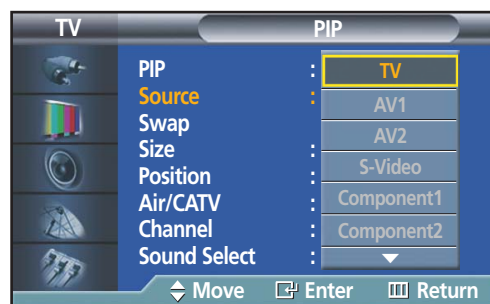 TV PIP
PIP : TV
Source : AV1
Swap AV2
Size : S-Video
Position :
Air/CATV : Component1
Channel : Component2
Sound Select :
Move Enter Return